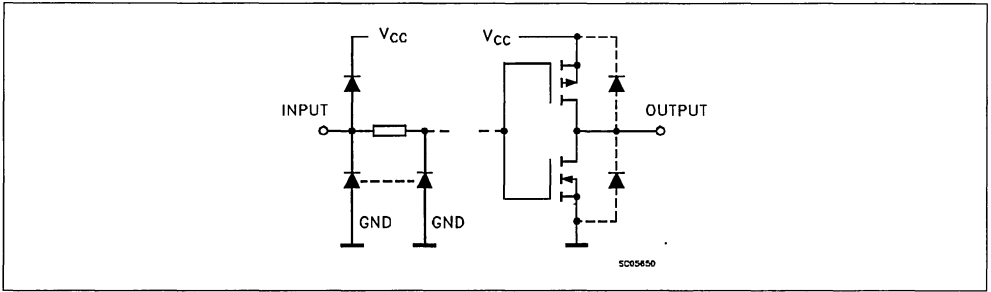 VCC
VCC
INPUT
OUTPUT
GND
GND
SC05650